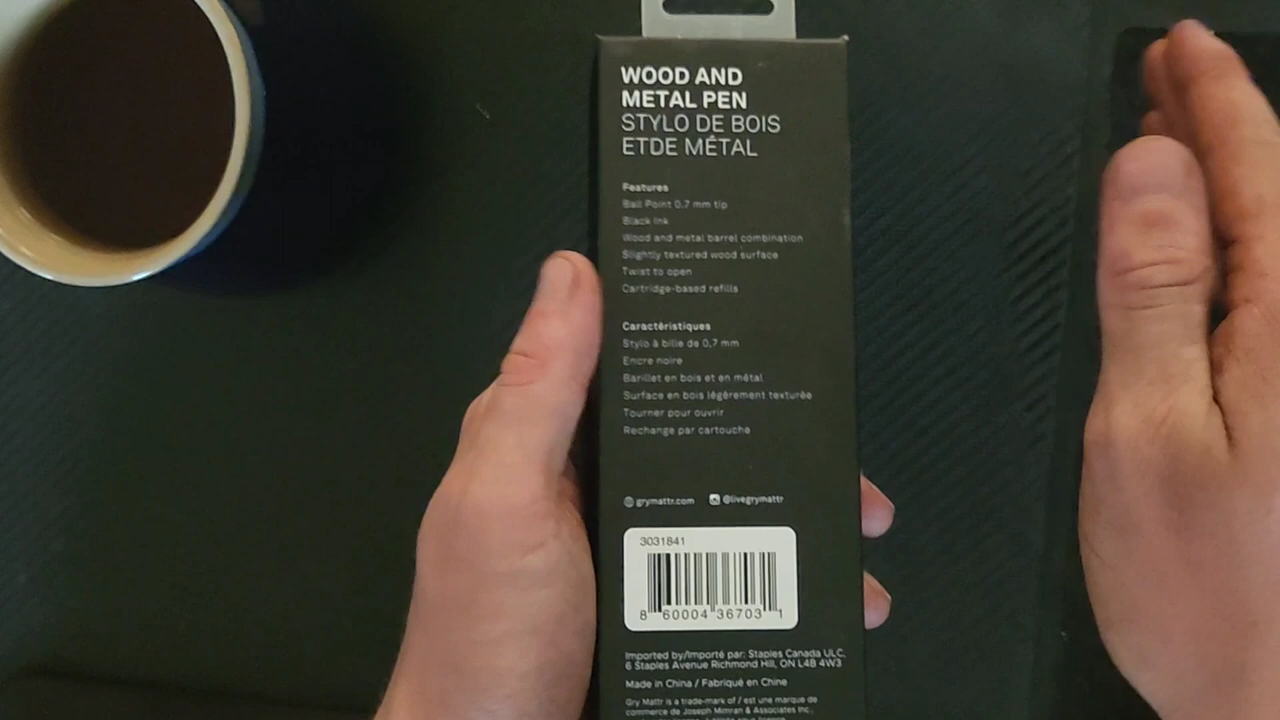 WOOD AND
METAL PEN
STYLO DE BOIS
ETDE MÉTAL
Features
Ball Point 0.7 mm tip
Black Ink
Wood and metal barrel combination
Slightly textured wood surface
Twist to open
Cartridge-based refills
Caractéristiques
Stylo à bille de 0,7 mm
Encre noire
Barillet en bois et en métal
Surface en bois légèrement texturée
Tourner pour ouvrir
Rechange par cartouche
grymattr.com @livegrymattr
3031841
8 60004 36703 1
Imported by/Importé par: Staples Canada ULC,
6 Staples Avenue Richmond Hill, ON L4B 4W3
Made in China / Fabriqué en Chine
Gry Mattr is a trade-mark of / est une marque de
commerce de Joseph Mimran & Associates Inc.,